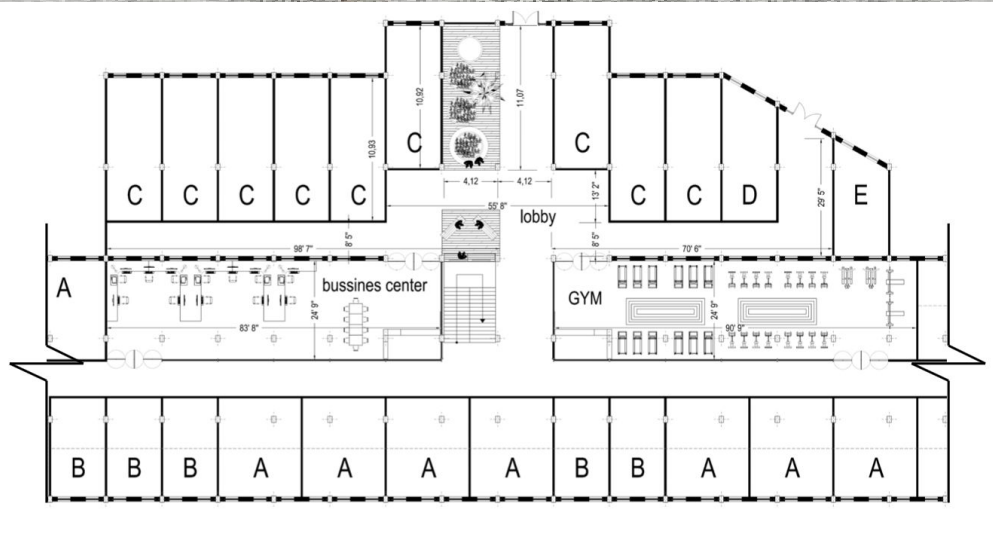 10,92
11,07
C
C
10,93
C
C
C
C
C
4,12
4,12
13' 2"
C
C
D
29' 5"
E
55' 8"
lobby
98' 7"
8' 5"
8' 5"
70' 6"
A
bussines center
24' 9"
83' 8"
GYM
24' 9"
90' 9"
B
B
B
A
A
A
A
B
B
A
A
A